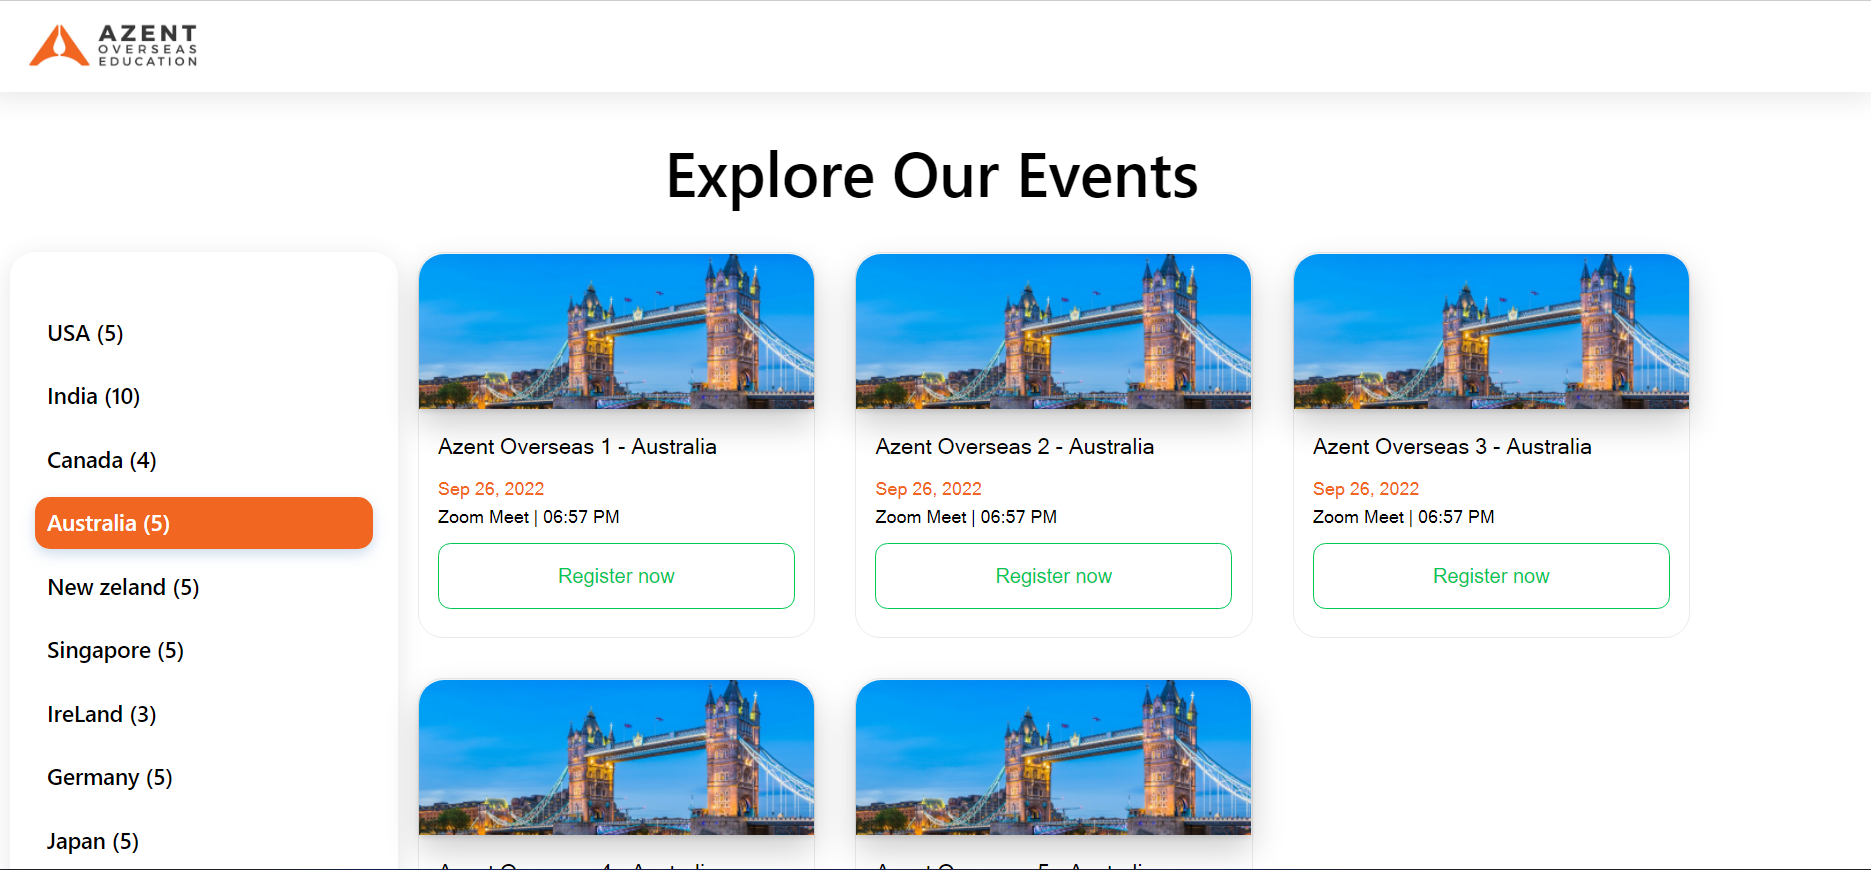 AZENT
OVERSEAS
EDUCATION
Explore Our Events
USA (5)
India (10)
Canada (4)
Australia (5)
New zeland (5)
Singapore (5)
IreLand (3)
Germany (5)
Japan (5)
Azent Overseas 1 - Australia
Sep 26, 2022
Zoom Meet | 06:57 PM
Register now
Azent Overseas 2 - Australia
Sep 26, 2022
Zoom Meet | 06:57 PM
Register now
Azent Overseas 3 - Australia
Sep 26, 2022
Zoom Meet | 06:57 PM
Register now